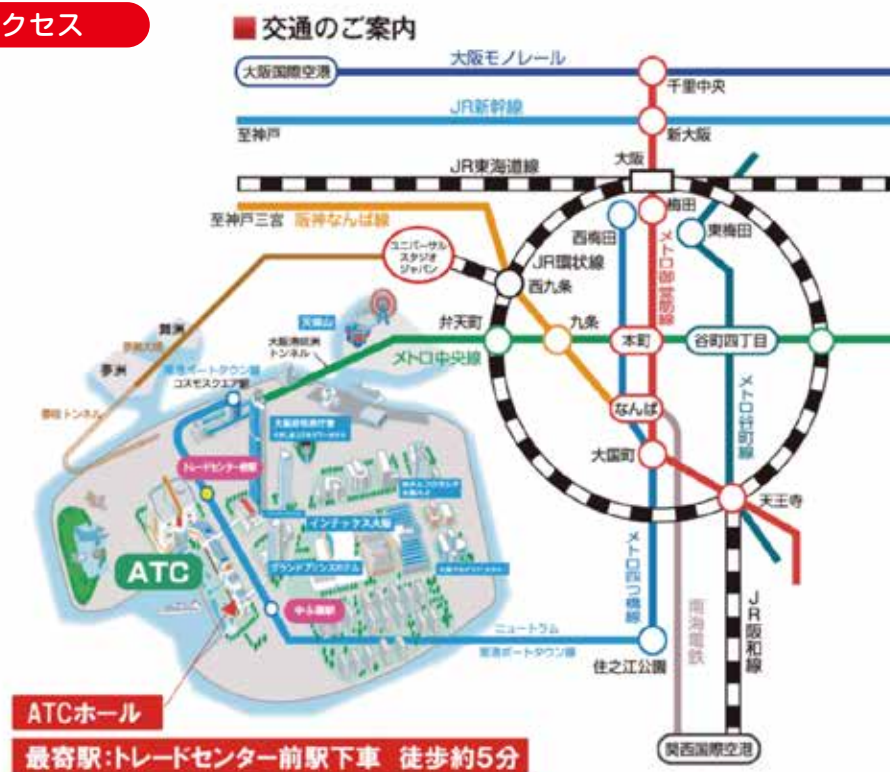 クセス
■ 交通のご案内
大阪モノレール
大阪国際空港
千里中央
JR新幹線
至神戸
新大阪
大阪
JR東海道線
梅田
至神戸三宮 阪神なんば線
西梅田
東梅田
ユニバーサル
スタジオ
ジャパン
JR環状線
メトロ御堂筋線
西九条
舞洲
天保山
弁天町
九条
本町
谷町四丁目
大阪港咲洲
トンネル
夢洲
メトロ中央線
南港ポートタウン線
コスモスクエア駅
夢咲トンネル
なんば
メトロ谷町線
トレードセンター前駅
大国町
天王寺
インテックス大阪
ATC
グランドプリンスホテル
中ふ頭駅
メトロ四つ橋線
南海電鉄
JR阪和線
ニュートラム
南港ポートタウン線
住之江公園
ATCホール
関西国際空港
最寄駅:トレードセンター前駅下車 徒歩約5分